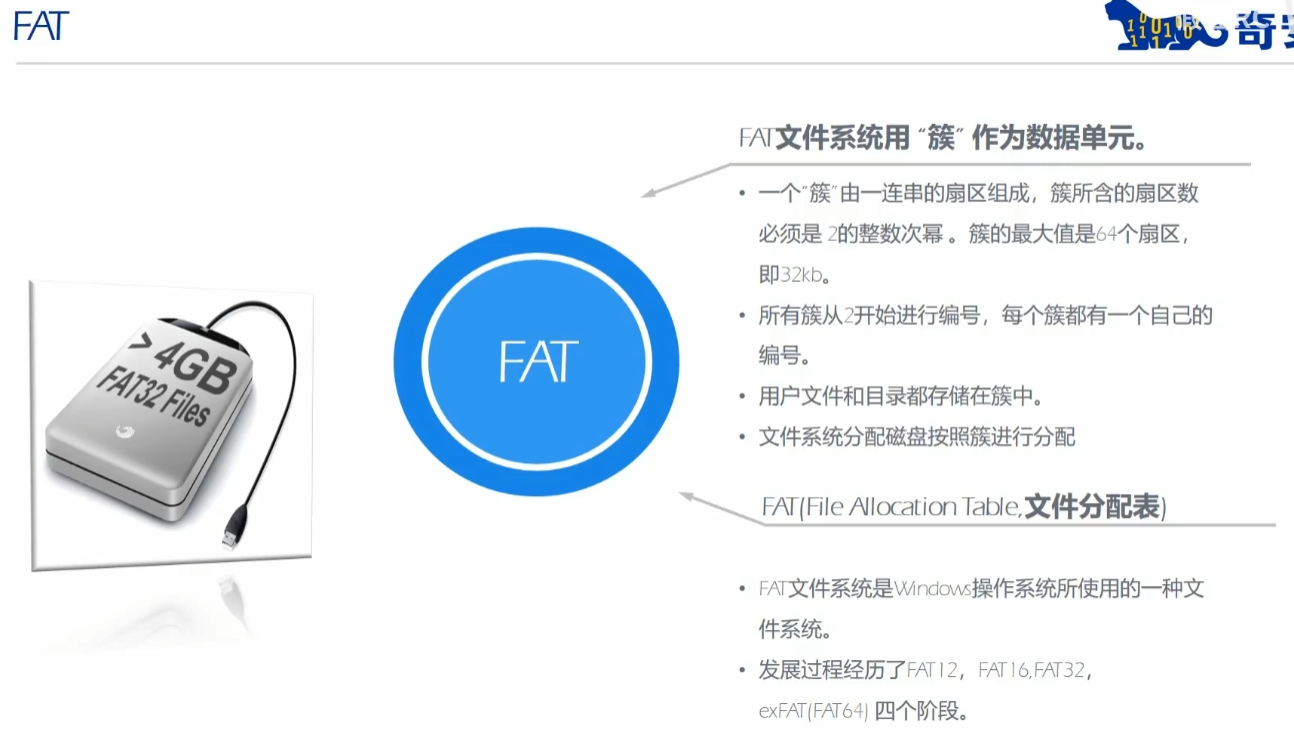 FAT
奇
FAT文件系统用 “簇” 作为数据单元。
一个“簇”由一连串的扇区组成，簇所含的扇区数
必须是 2的整数次幂 。簇的最大值是64个扇区，
即32kb。
所有簇从2开始进行编号，每个簇都有一个自己的
编号。
用户文件和目录都存储在簇中。
文件系统分配磁盘按照簇进行分配
> 4GB
FAT32 Files
FAT
FAT(File Allocation Table,文件分配表)
FAT文件系统是Windows操作系统所使用的一种文
件系统。
发展过程经历了FAT12，FAT16,FAT32，
exFAT(FAT64) 四个阶段。